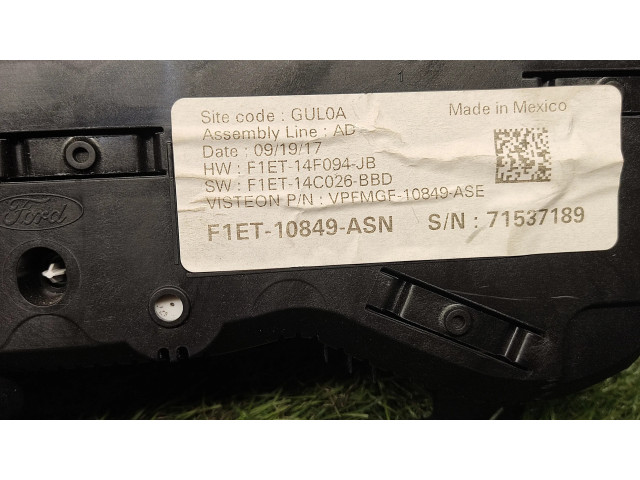 Site code : GUL0A
Made in Mexico
Assembly Line : AD
Date : 09/19/17
HW : F1ET-14F094-JB
SW : F1ET-14C026-BBD
VISTEON P/N : VPFMGF-10849-ASE
F1ET-10849-ASN S/N : 71537189
Ford
1